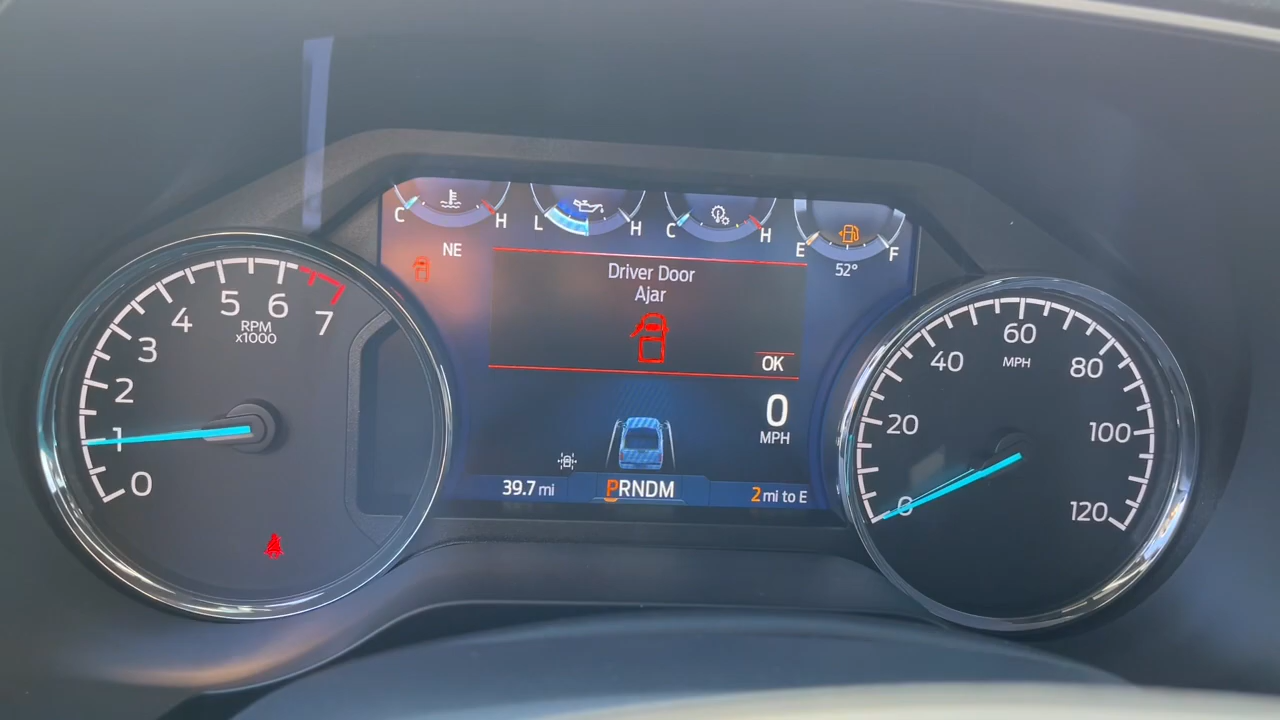 C H
L H
C H
E F
NE
52°
Driver Door
Ajar
OK
0
MPH
39.7 mi
PRNDM
2 mi to E
0
1
2
3
4
5
6
7
RPM
x1000
0
20
40
60
80
100
120
MPH